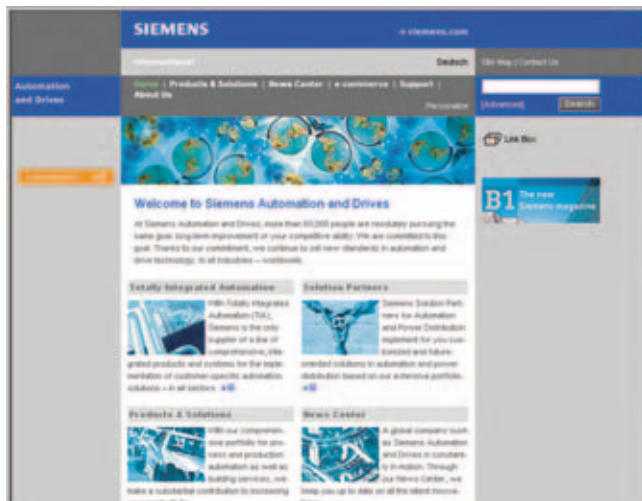 SIEMENS
siemens.com
International
Deutsch
Site Map | Contact Us
Automation
and Drives
Home | Products & Solutions | News Center | e-commerce | Support |
About Us
Personalize
[Advanced]
Search
Link Box
B1 The new
Siemens magazine
Welcome to Siemens Automation and Drives
At Siemens Automation and Drives, more than 60,000 people are resolutely pursuing the
same goal: long-term improvement of your competitive ability. We are committed to this
goal. Thanks to our commitment, we continue to set new standards in automation and
drive technology. In all industries – worldwide.
Totally Integrated Automation
With Totally Integrated
Automation (TIA),
Siemens is the only
supplier of a line of
comprehensive, inte-
grated products and systems for the imple-
mentation of customer-specific automation
solutions – in all sectors.
Solution Partners
Siemens Solution Part-
ners for Automation
and Power Distribution
implement for you cus-
tomized and future-
oriented solutions in automation and power
distribution based on our extensive portfolio.
Products & Solutions
With our comprehen-
sive portfolio for pro-
cess and production
automation as well as
building services, we
make a substantial contribution to increasing
News Center
A global company such
as Siemens Automation
and Drives is constant-
ly in motion. Through
our News Center, we
keep you up to date on all the latest